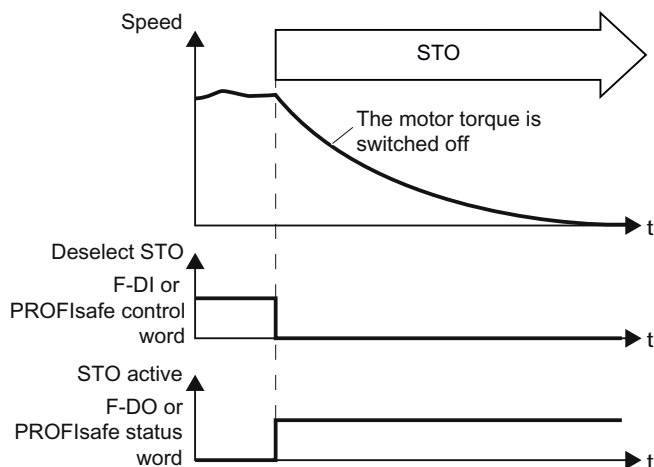 Speed
STO
The motor torque is
switched off
t
Deselect STO
F-DI or
PROFIsafe control
word
t
STO active
F-DO or
PROFIsafe status
word
t